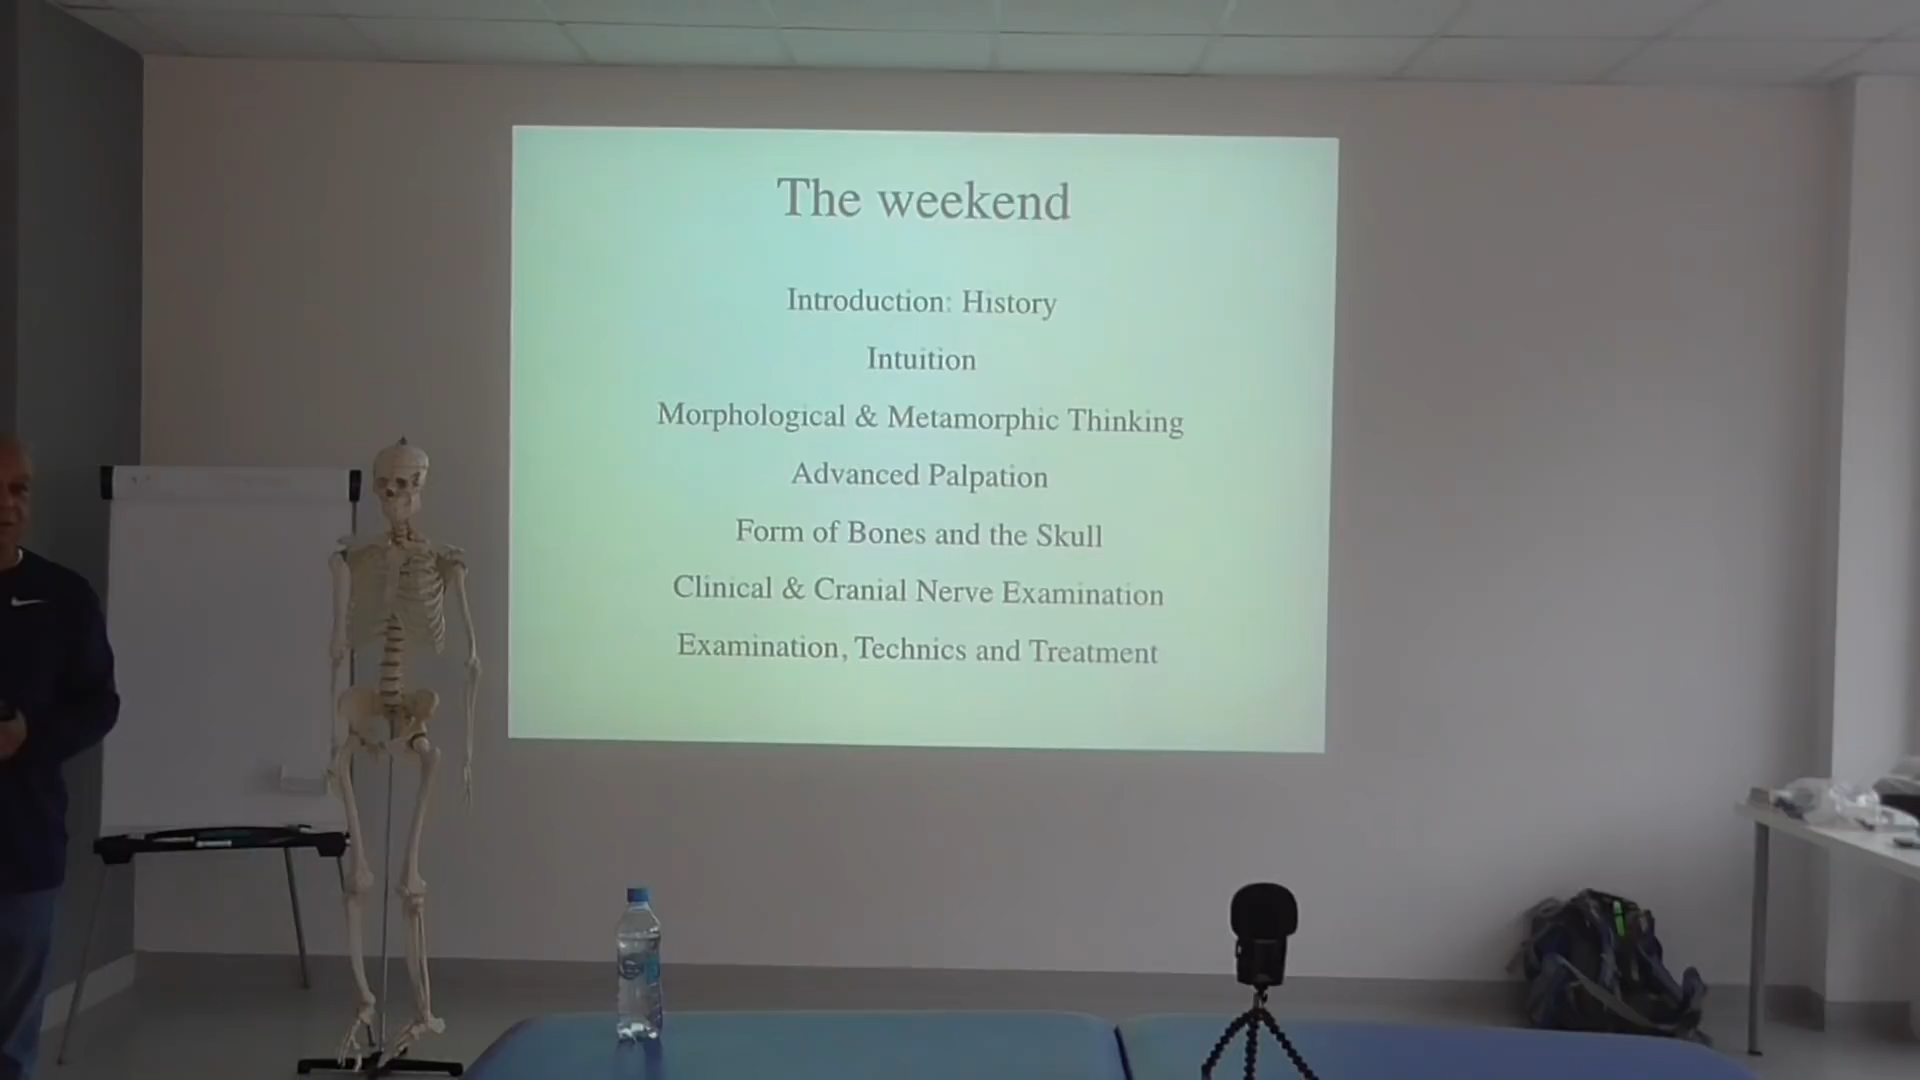 The weekend
Introduction: History
Intuition
Morphological & Metamorphic Thinking
Advanced Palpation
Form of Bones and the Skull
Clinical & Cranial Nerve Examination
Examination, Technics and Treatment